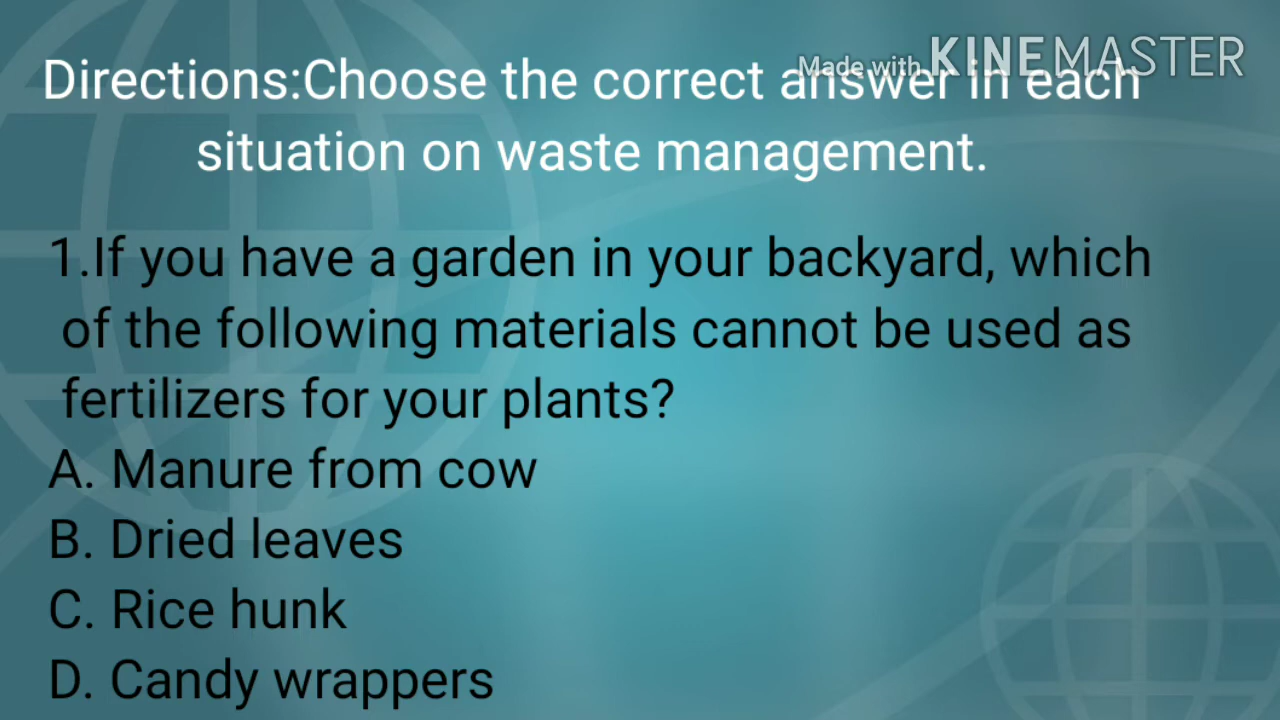 Made with KINEMASTER
Directions:Choose the correct answer in each
situation on waste management.
1.If you have a garden in your backyard, which
of the following materials cannot be used as
fertilizers for your plants?
A. Manure from cow
B. Dried leaves
C. Rice hunk
D. Candy wrappers